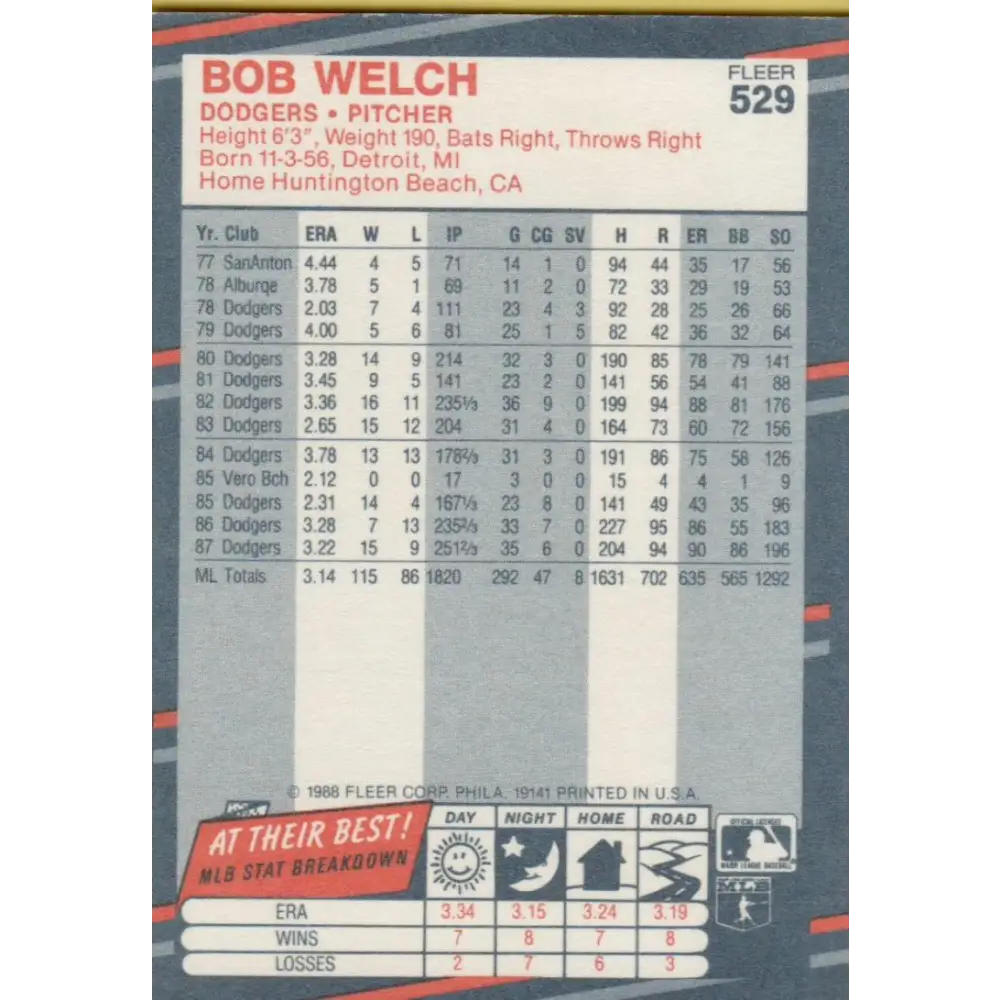 BOB WELCH
FLEER
529
DODGERS • PITCHER
Height 6'3", Weight 190, Bats Right, Throws Right
Born 11-3-56, Detroit, MI
Home Huntington Beach, CA
Yr. Club ERA W L IP G CG SV H R ER BB SO
77 SanAnton 4.44 4 5 71 14 1 0 94 44 35 17 56
78 Alburqe 3.78 5 1 69 11 2 0 72 33 29 19 53
78 Dodgers 2.03 7 4 111 23 4 3 92 28 25 26 66
79 Dodgers 4.00 5 6 81 25 1 5 82 42 36 32 64
80 Dodgers 3.28 14 9 214 32 3 0 190 85 78 79 141
81 Dodgers 3.45 9 5 141 23 2 0 141 56 54 41 88
82 Dodgers 3.36 16 11 235⅓ 36 9 0 199 94 88 81 176
83 Dodgers 2.65 15 12 204 31 4 0 164 73 60 72 156
84 Dodgers 3.78 13 13 178⅔ 31 3 0 191 86 75 58 126
85 Vero Bch 2.12 0 0 17 3 0 0 15 4 4 1 9
85 Dodgers 2.31 14 4 167⅓ 23 8 0 141 49 43 35 96
86 Dodgers 3.28 7 13 235⅔ 33 7 0 227 95 86 55 183
87 Dodgers 3.22 15 9 251⅔ 35 6 0 204 94 90 86 196
ML Totals 3.14 115 86 1820 292 47 8 1631 702 635 565 1292
© 1988 FLEER CORP. PHILA. 19141 PRINTED IN U.S.A.
AT THEIR BEST!
MLB STAT BREAKDOWN
DAY NIGHT HOME ROAD
OFFICIAL LICENSEE
MAJOR LEAGUE BASEBALL
MLB
ERA 3.34 3.15 3.24 3.19
WINS 7 8 7 8
LOSSES 2 7 6 3